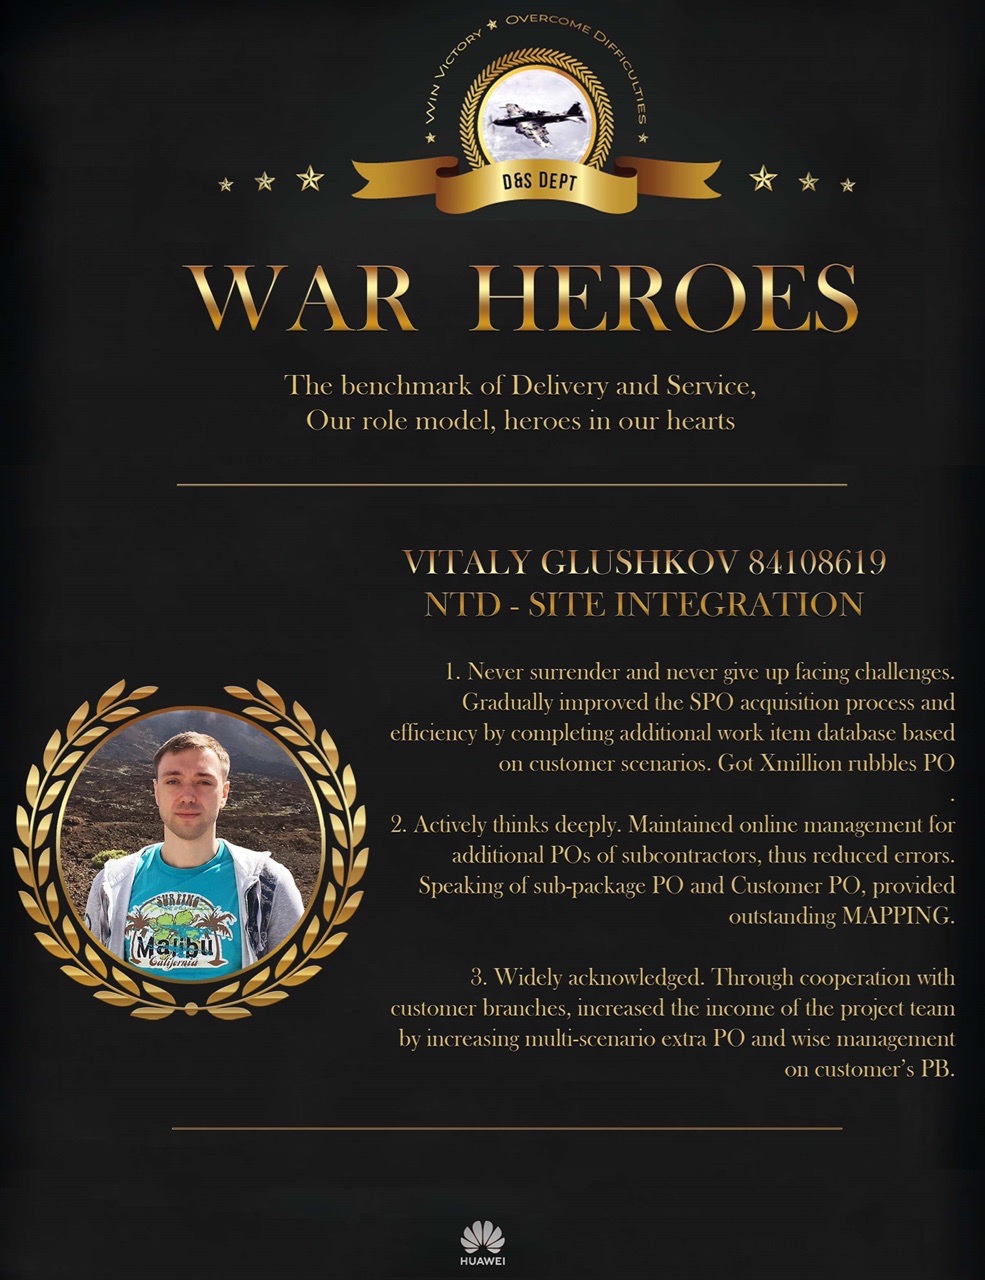 WIN VICTORY ★ OVERCOME DIFFICULTIES ★
D&S DEPT
WAR HEROES
The benchmark of Delivery and Service,
Our role model, heroes in our hearts
VITALY GLUSHKOV 84108619
NTD - SITE INTEGRATION
1. Never surrender and never give up facing challenges.
Gradually improved the SPO acquisition process and
efficiency by completing additional work item database based
on customer scenarios. Got Xmillion rubbles PO
.
2. Actively thinks deeply. Maintained online management for
additional POs of subcontractors, thus reduced errors.
Speaking of sub-package PO and Customer PO, provided
outstanding MAPPING.
3. Widely acknowledged. Through cooperation with
customer branches, increased the income of the project team
by increasing multi-scenario extra PO and wise management
on customer's PB.
SURFING
Malibu
California
HUAWEI